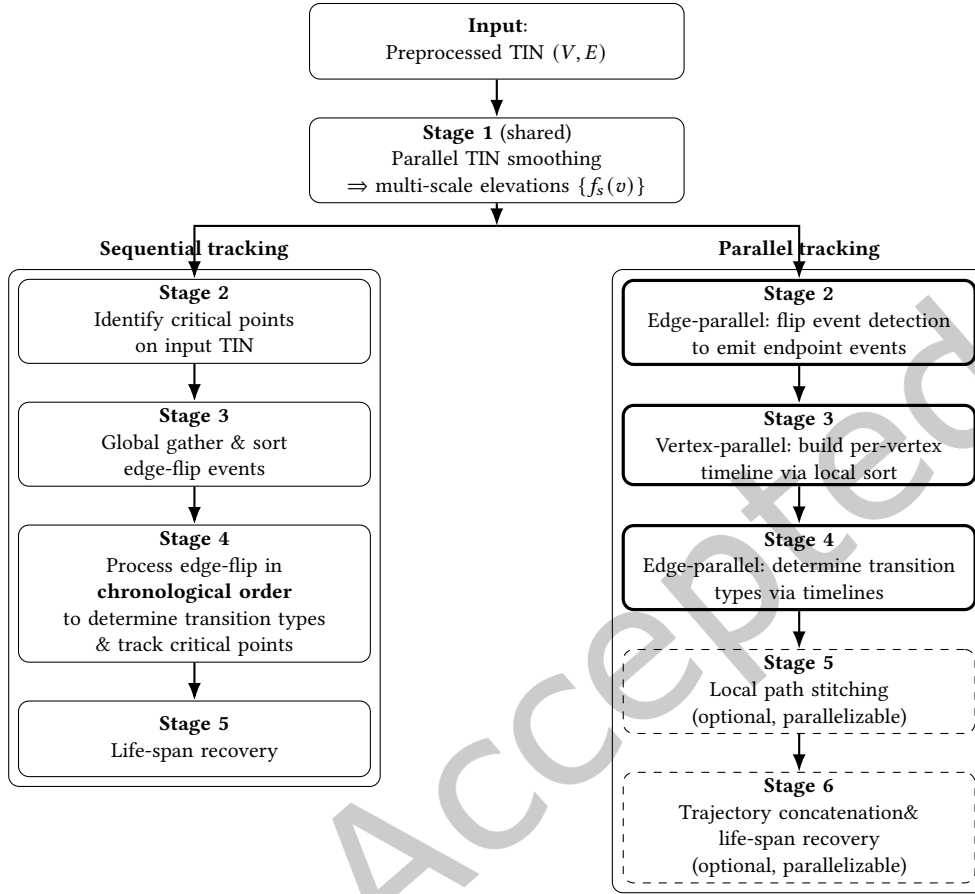 Input:
Preprocessed TIN (V, E)
Stage 1 (shared)
Parallel TIN smoothing
⇒ multi-scale elevations {f_s(v)}
Sequential tracking
Stage 2
Identify critical points
on input TIN
Stage 3
Global gather & sort
edge-flip events
Stage 4
Process edge-flip in
chronological order
to determine transition types
& track critical points
Stage 5
Life-span recovery
Parallel tracking
Stage 2
Edge-parallel: flip event detection
to emit endpoint events
Stage 3
Vertex-parallel: build per-vertex
timeline via local sort
Stage 4
Edge-parallel: determine transition
types via timelines
Stage 5
Local path stitching
(optional, parallelizable)
Stage 6
Trajectory concatenation&
life-span recovery
(optional, parallelizable)
Accepted